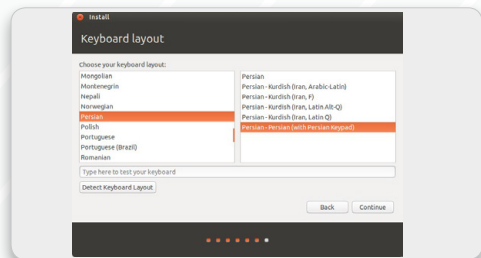 Install
Keyboard layout
Choose your keyboard layout:
Mongolian
Montenegrin
Nepali
Norwegian
Persian
Polish
Portuguese
Portuguese (Brazil)
Romanian
Persian
Persian - Kurdish (Iran, Arabic-Latin)
Persian - Kurdish (Iran, F)
Persian - Kurdish (Iran, Latin Alt-Q)
Persian - Kurdish (Iran, Latin Q)
Persian - Persian (with Persian Keypad)
Type here to test your keyboard
Detect Keyboard Layout
Back
Continue